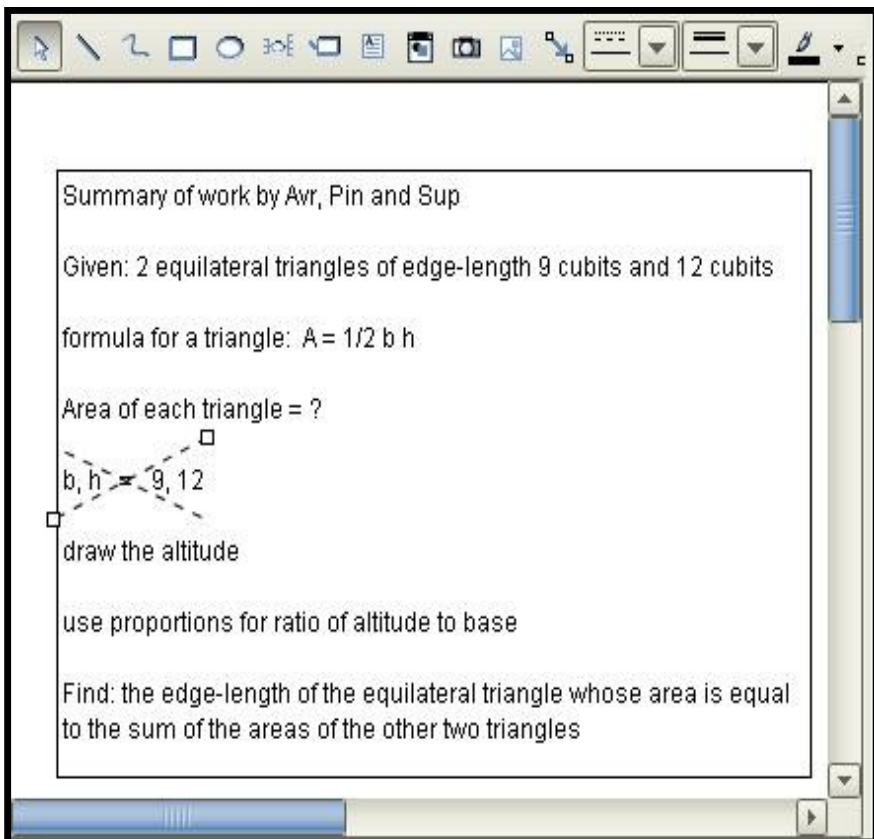 Summary of work by Avr, Pin and Sup
Given: 2 equilateral triangles of edge-length 9 cubits and 12 cubits
formula for a triangle: A = 1/2 b h
Area of each triangle = ?
b, h = 9, 12
draw the altitude
use proportions for ratio of altitude to base
Find: the edge-length of the equilateral triangle whose area is equal
to the sum of the areas of the other two triangles